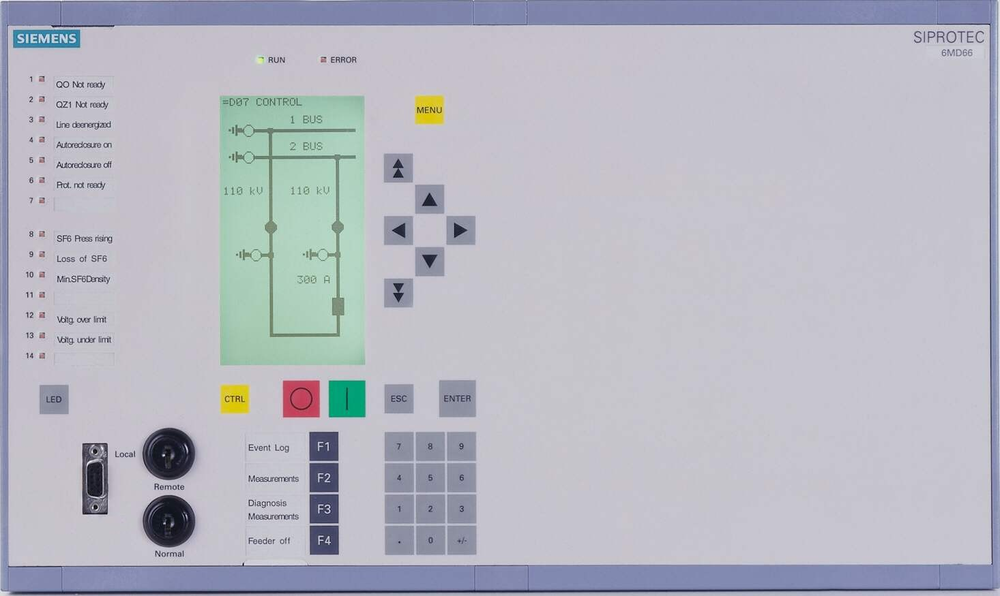 SIEMENS
SIPROTEC
6MD66
RUN
ERROR
1 QO Not ready
2 QZ1 Not ready
3 Line deenergized
4 Autoreclosure on
5 Autoreclosure off
6 Prot. not ready
7
8 SF6 Press rising
9 Loss of SF6
10 Min.SF6Density
11
12 Voltg. over limit
13 Voltg. under limit
14
LED
=D07 CONTROL
1 BUS
2 BUS
110 kV 110 kV
300 A
MENU
CTRL
ESC
ENTER
Local
Remote
Normal
Event Log F1
Measurements F2
Diagnosis
Measurements F3
Feeder off F4
7 8 9
4 5 6
1 2 3
. 0 +/-